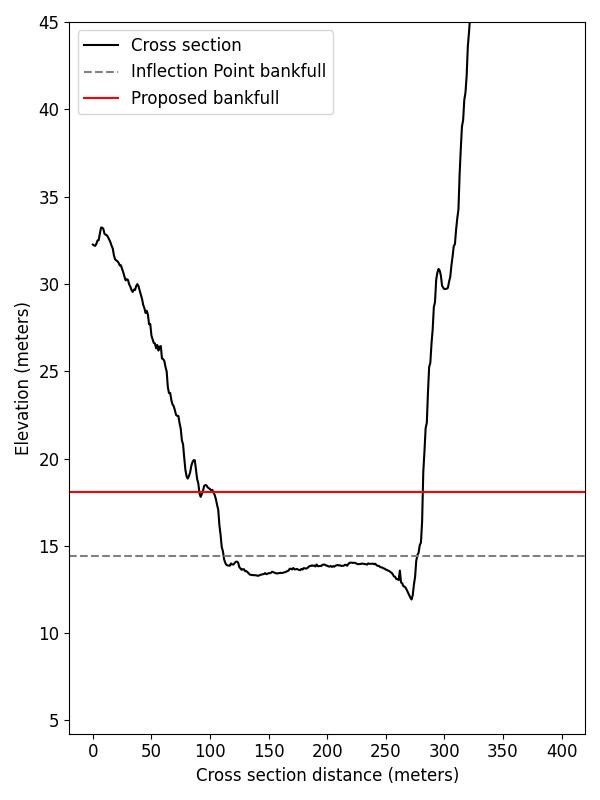 Cross section
Inflection Point bankfull
Proposed bankfull
45
40
35
30
25
20
15
10
5
Elevation (meters)
0 50 100 150 200 250 300 350 400
Cross section distance (meters)